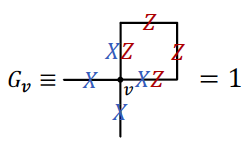 Z
XZ Z
G_v ≡ X v XZ = 1
X